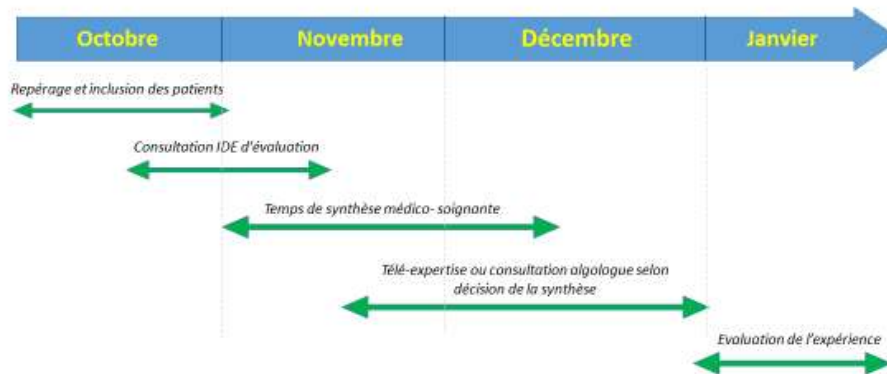 Octobre
Novembre
Décembre
Janvier
Repérage et inclusion des patients
Consultation IDE d'évaluation
Temps de synthèse médico- soignante
Télé-expertise ou consultation algologue selon
décision de la synthèse
Evaluation de l'expérience